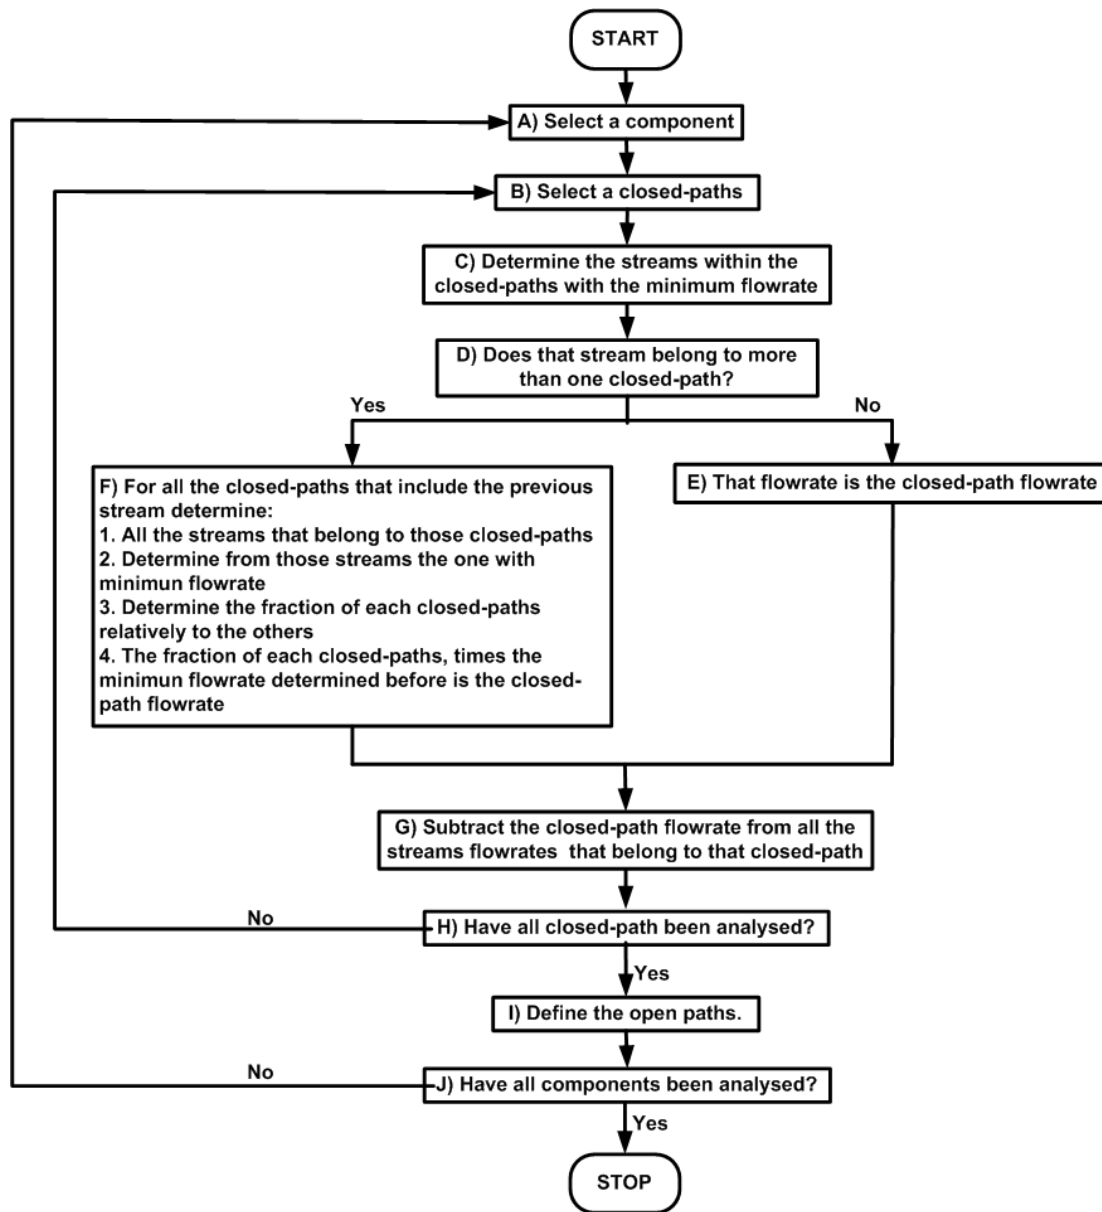 START
A) Select a component
B) Select a closed-paths
C) Determine the streams within the
closed-paths with the minimum flowrate
D) Does that stream belong to more
than one closed-path?
Yes
No
F) For all the closed-paths that include the previous
stream determine:
1. All the streams that belong to those closed-paths
2. Determine from those streams the one with
minimun flowrate
3. Determine the fraction of each closed-paths
relatively to the others
4. The fraction of each closed-paths, times the
minimun flowrate determined before is the closed-
path flowrate
E) That flowrate is the closed-path flowrate
G) Subtract the closed-path flowrate from all the
streams flowrates that belong to that closed-path
No
H) Have all closed-path been analysed?
Yes
I) Define the open paths.
No
J) Have all components been analysed?
Yes
STOP